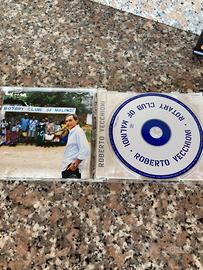 ROTARY CLUB OF MALINDI
ROBERTO VECCHIONI
ROTARY CLUB OF MALINDI • ROBERTO VECCHIONI •